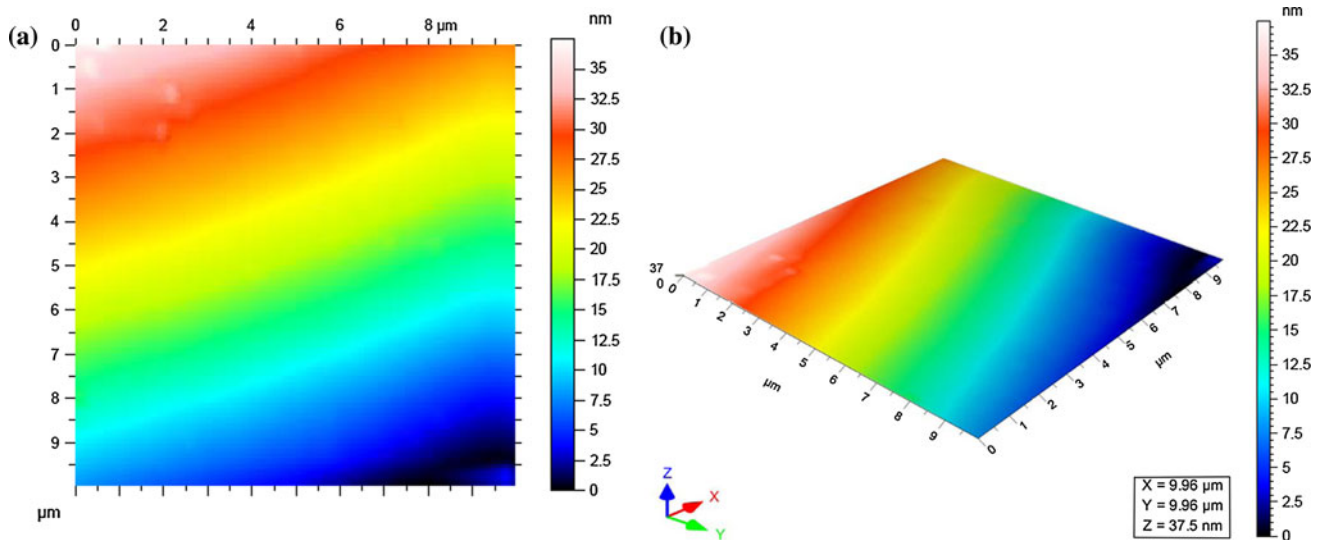 (a)
0 2 4 6 8 µm
0
1
2
3
4
5
6
7
8
9
µm
nm
35
32.5
30
27.5
25
22.5
20
17.5
15
12.5
10
7.5
5
2.5
0
(b)
37
0
0 1 2 3 4 5 6 7 8 9
µm
0 1 2 3 4 5 6 7 8 9
µm
Z
X
Y
X = 9.96 µm
Y = 9.96 µm
Z = 37.5 nm
nm
35
32.5
30
27.5
25
22.5
20
17.5
15
12.5
10
7.5
5
2.5
0